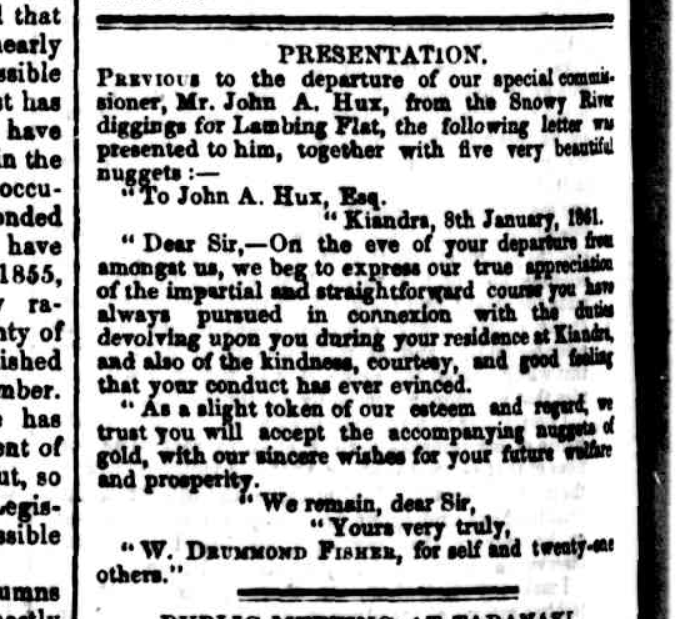 l that
nearly
ssible
st has
have
in the
occu-
onded
have
1855,
y ra-
nty of
ished
mber.
e has
ent of
ut, so
Legis-
ssible
umns
PRESENTATION.
PREVIOUS to the departure of our special commis-
sioner, Mr. John A. Hux, from the Snowy River
diggings for Lambing Flat, the following letter was
presented to him, together with five very beautiful
nuggets :—
"To John A. Hux, Esq.
"Kiandra, 8th January, 1861.
"Dear Sir,—On the eve of your departure from
amongst us, we beg to express our true appreciation
of the impartial and straightforward course you have
always pursued in connexion with the duties
devolving upon you during your residence at Kiandra,
and also of the kindness, courtesy, and good feeling
that your conduct has ever evinced.
"As a slight token of our esteem and regard, we
trust you will accept the accompanying nuggets of
gold, with our sincere wishes for your future welfare
and prosperity.
"We remain, dear Sir,
"Yours very truly,
"W. DRUMMOND FISHER, for self and twenty-one
others."